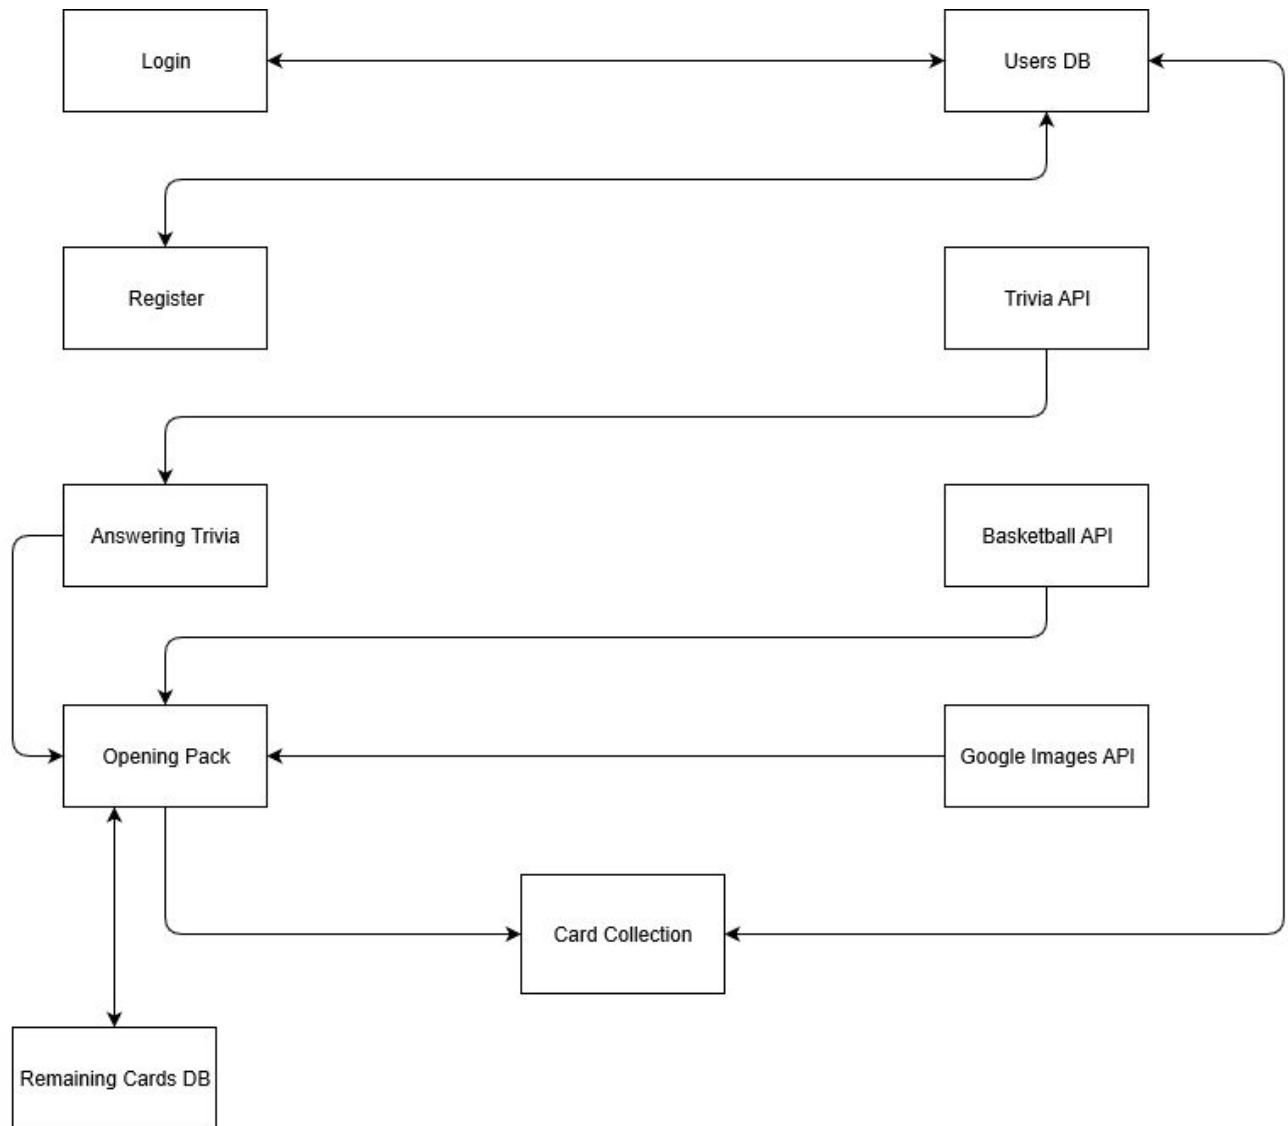 Login
Users DB
Register
Trivia API
Answering Trivia
Basketball API
Opening Pack
Google Images API
Card Collection
Remaining Cards DB